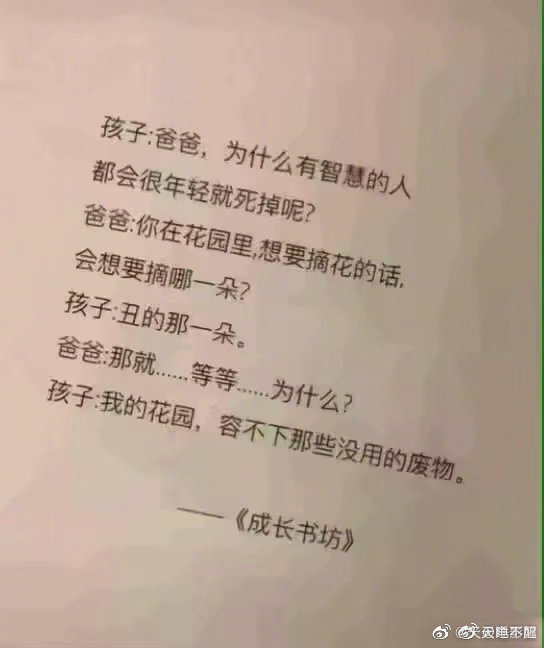 孩子:爸爸，为什么有智慧的人
都会很年轻就死掉呢?
爸爸:你在花园里,想要摘花的话,
会想要摘哪一朵?
孩子:丑的那一朵。
爸爸:那就......等等......为什么?
孩子:我的花园，容不下那些没用的废物。
——《成长书坊》